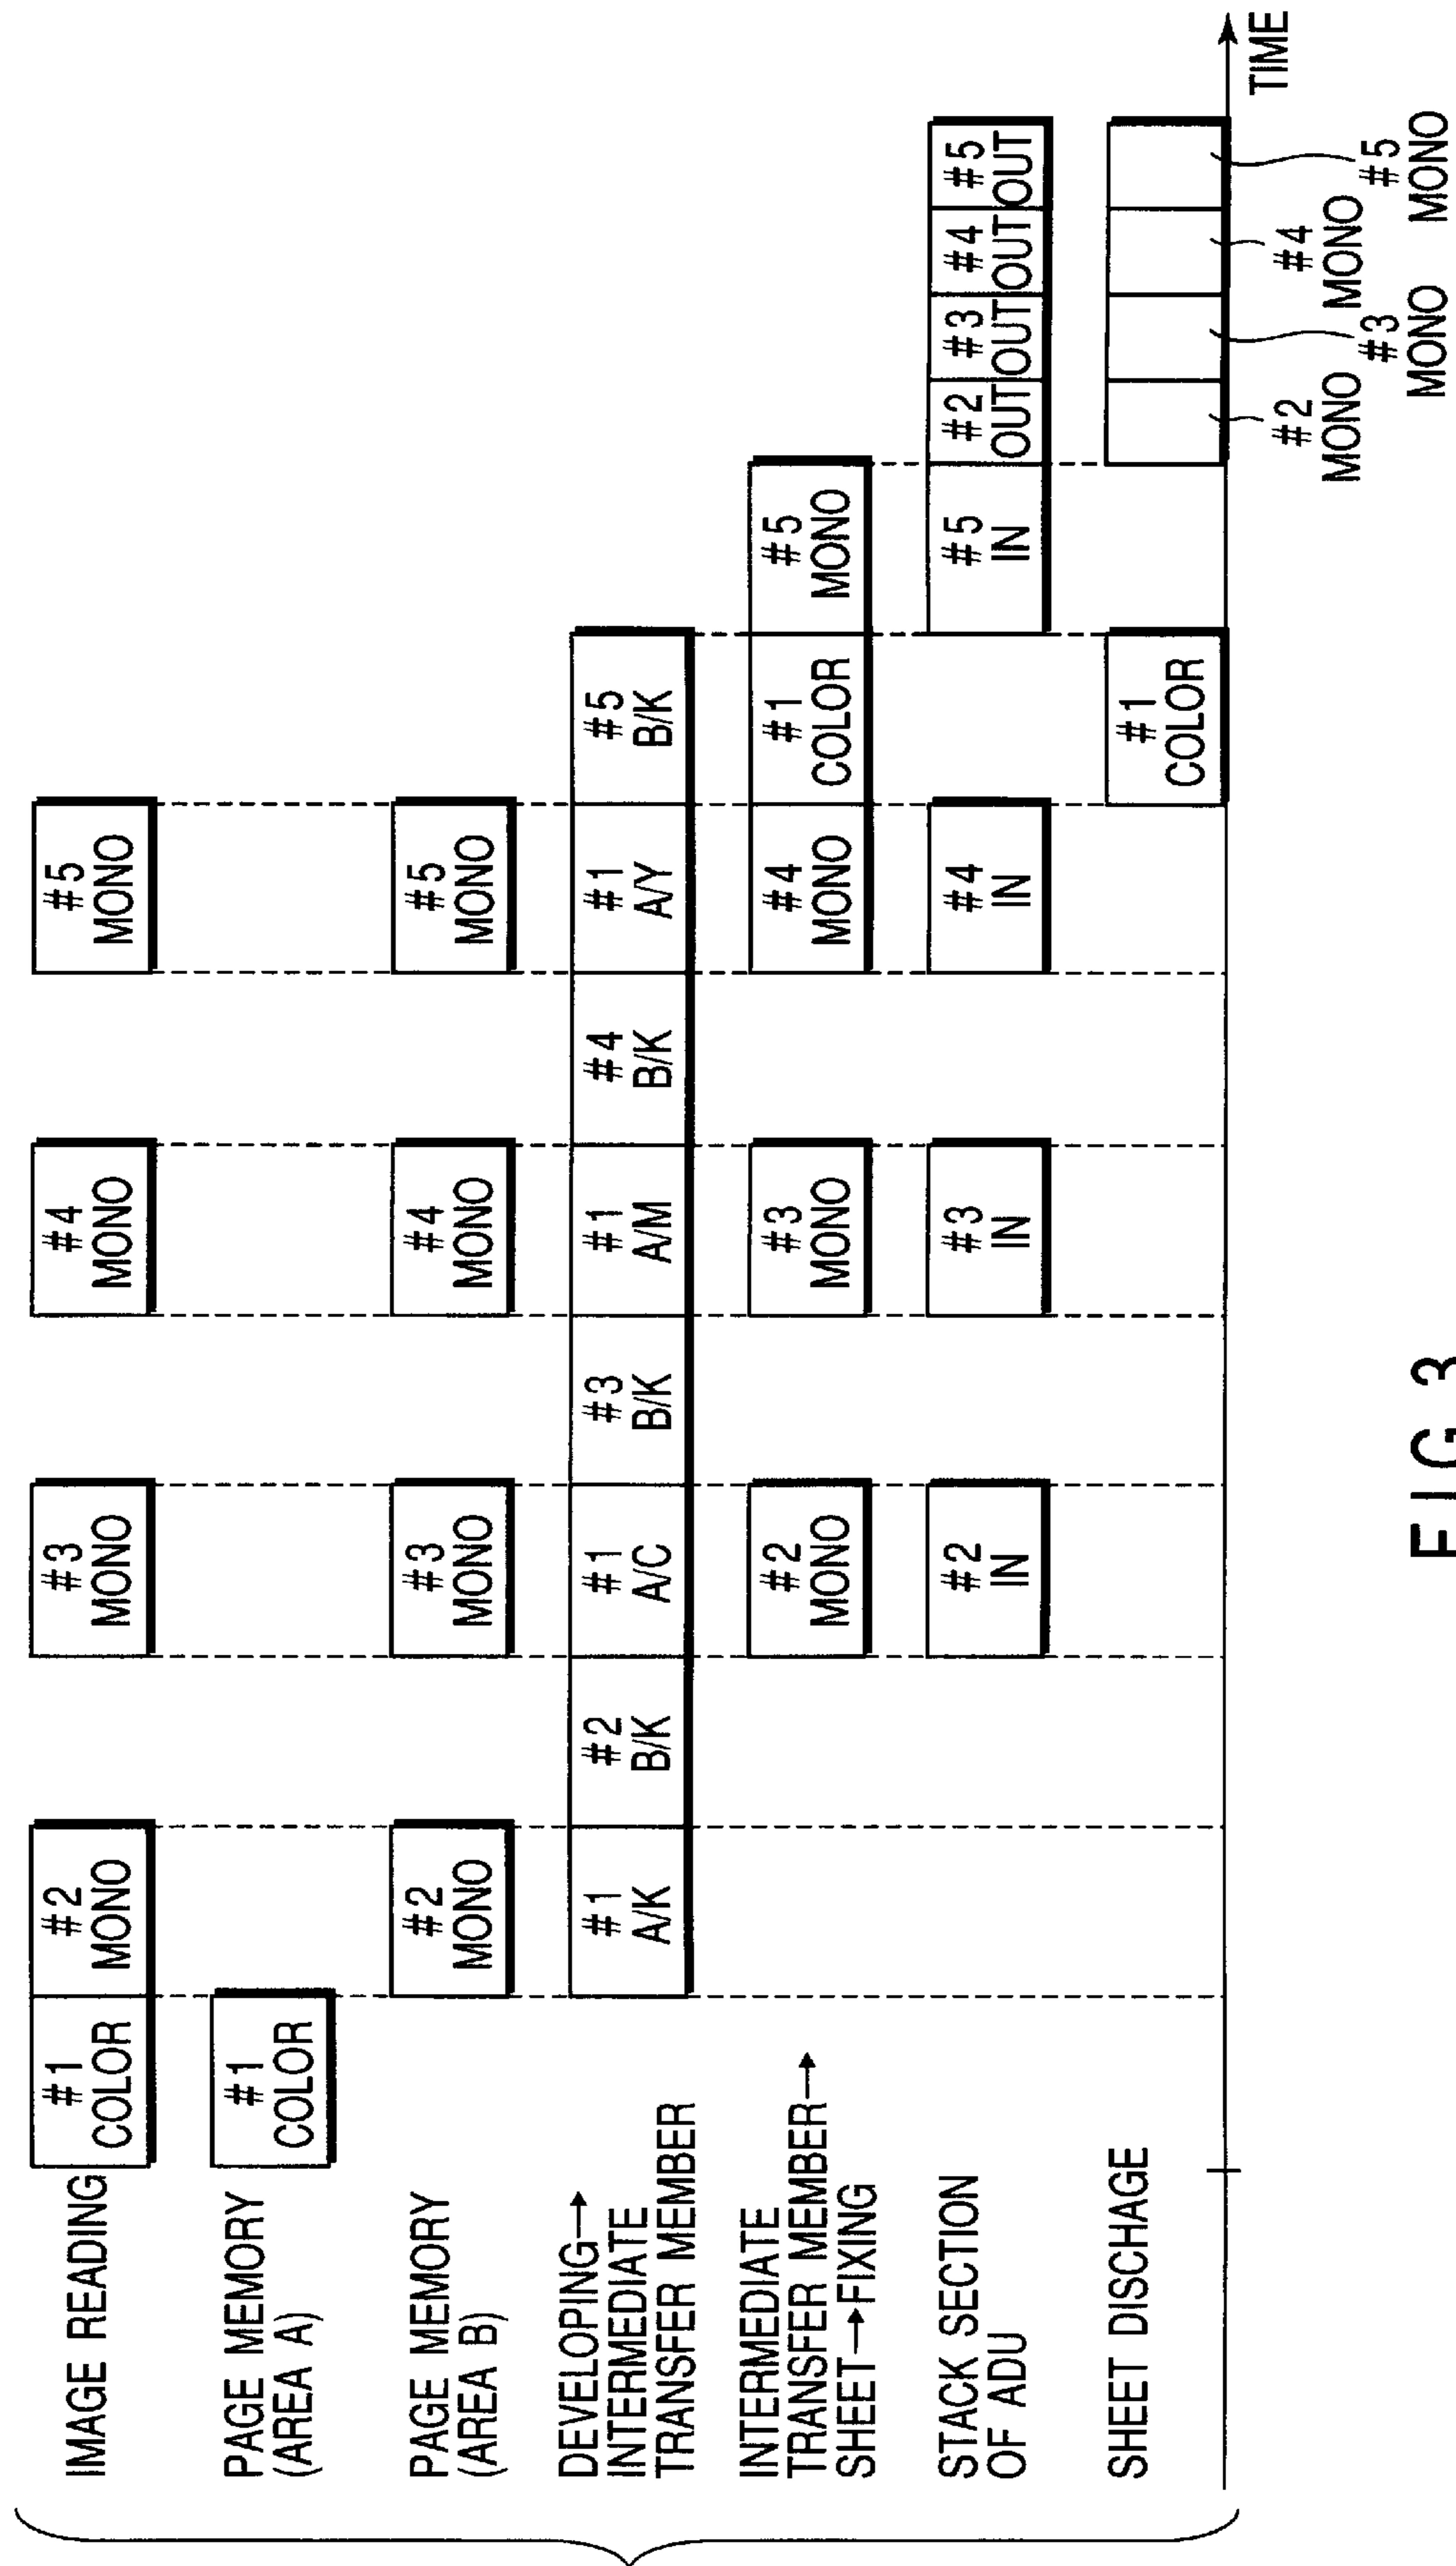 IMAGE READING
#1
COLOR
#2
MONO
#3
MONO
#4
MONO
#5
MONO
PAGE MEMORY
(AREA A)
#1
COLOR
PAGE MEMORY
(AREA B)
#2
MONO
#3
MONO
#4
MONO
#5
MONO
DEVELOPING→
INTERMEDIATE
TRANSFER MEMBER
#1
A/K
#2
B/K
#1
A/C
#3
B/K
#1
A/M
#4
B/K
#1
A/Y
#5
B/K
INTERMEDIATE
TRANSFER MEMBER→
SHEET→FIXING
#2
MONO
#3
MONO
#4
MONO
#1
COLOR
#5
MONO
STACK SECTION
OF ADU
#2
IN
#3
IN
#4
IN
#5
IN
#2
OUT
#3
OUT
#4
OUT
#5
OUT
SHEET DISCHAGE
#1
COLOR
TIME
#2
MONO
#3
MONO
#4
MONO
#5
MONO
FIG. 3